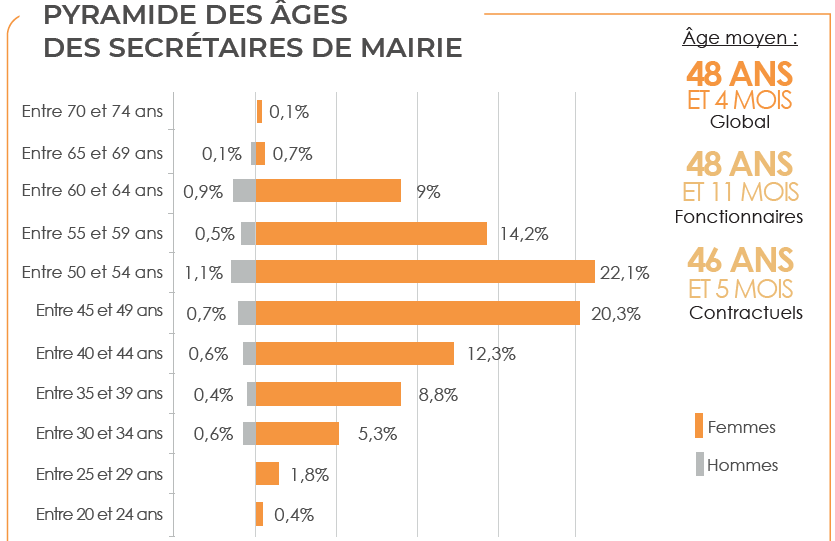 PYRAMIDE DES ÂGES
DES SECRÉTAIRES DE MAIRIE
Âge moyen :
48 ANS
ET 4 MOIS
Global
48 ANS
ET 11 MOIS
Fonctionnaires
46 ANS
ET 5 MOIS
Contractuels
Entre 70 et 74 ans 0,1%
Entre 65 et 69 ans 0,1% 0,7%
Entre 60 et 64 ans 0,9% 9%
Entre 55 et 59 ans 0,5% 14,2%
Entre 50 et 54 ans 1,1% 22,1%
Entre 45 et 49 ans 0,7% 20,3%
Entre 40 et 44 ans 0,6% 12,3%
Entre 35 et 39 ans 0,4% 8,8%
Entre 30 et 34 ans 0,6% 5,3%
Entre 25 et 29 ans 1,8%
Entre 20 et 24 ans 0,4%
Femmes
Hommes